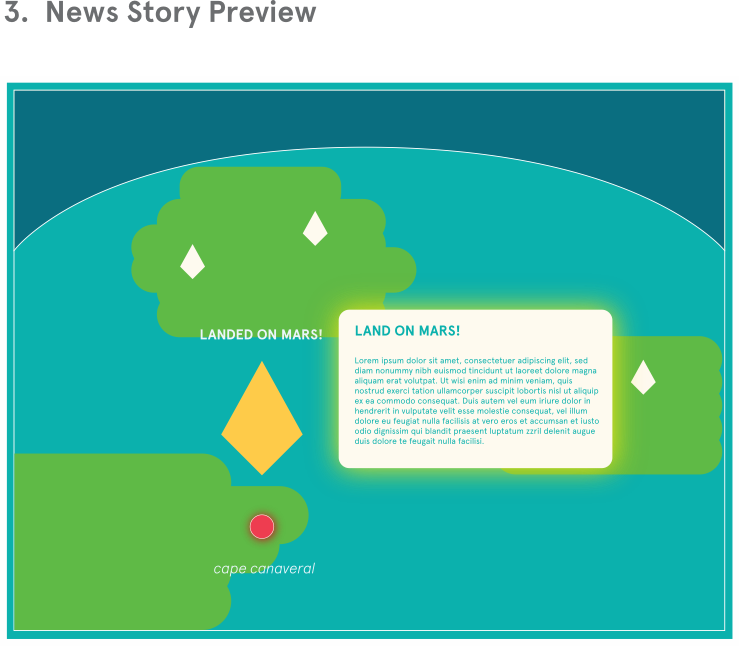 3. News Story Preview
LANDED ON MARS!
LAND ON MARS!
Lorem ipsum dolor sit amet, consectetuer adipiscing elit, sed
diam nonummy nibh euismod tincidunt ut laoreet dolore magna
aliquam erat volutpat. Ut wisi enim ad minim veniam, quis
nostrud exerci tation ullamcorper suscipit lobortis nisl ut aliquip
ex ea commodo consequat. Duis autem vel eum iriure dolor in
hendrerit in vulputate velit esse molestie consequat, vel illum
dolore eu feugiat nulla facilisis at vero eros et accumsan et iusto
odio dignissim qui blandit praesent luptatum zzril delenit augue
duis dolore te feugait nulla facilisi.
cape canaveral